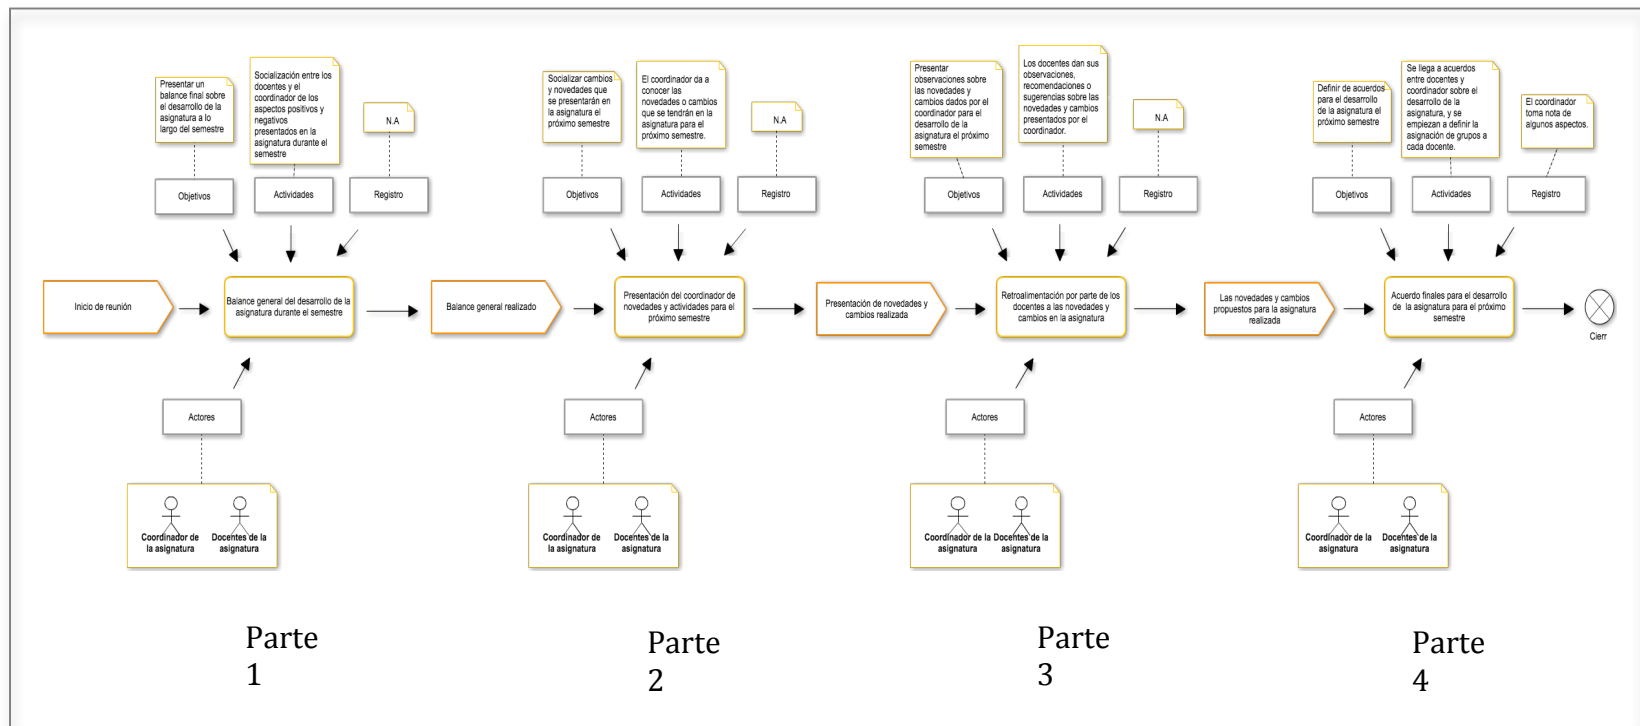 Presentar un
balance final sobre
el desarrollo de la
asignatura a lo
largo del semestre
Socialización entre los
docentes y el
coordinador de los
aspectos positivos y
negativos
presentados en la
asignatura durante el
semestre
N.A
Objetivos
Actividades
Registro
Inicio de reunión
Balance general del desarrollo de la
asignatura durante el semestre
Actores
Coordinador de
la asignatura
Docentes de la
asignatura
Parte
1
Socializar cambios
y novedades que
se presentarán en
la asignatura el
próximo semestre
El coordinador da a
conocer las
novedades o cambios
que se tendrán en la
asignatura para el
próximo semestre.
N.A
Objetivos
Actividades
Registro
Balance general realizado
Presentación del coordinador de
novedades y actividades para el
próximo semestre
Actores
Coordinador de
la asignatura
Docentes de la
asignatura
Parte
2
Presentar
observaciones sobre
las novedades y
cambios dados por el
coordinador para el
desarrollo de la
asignatura el próximo
semestre
Los docentes dan sus
observaciones,
recomendaciones o
sugerencias sobre las
novedades y cambios
presentados por el
coordinador.
N.A
Objetivos
Actividades
Registro
Presentación de novedades y
cambios realizada
Retroalimentación por parte de los
docentes a las novedades y
cambios en la asignatura
Actores
Coordinador de la
asignatura
Docentes de la
asignatura
Parte
3
Definir de acuerdos
para el desarrollo
de la asignatura el
próximo semestre
Se llega a acuerdos
entre docentes y
coordinador sobre el
desarrollo de la
asignatura, y se
empiezan a definir la
asignación de grupos a
cada docente.
El coordinador
toma nota de
algunos aspectos.
Objetivos
Actividades
Registro
Las novedades y cambios
propuestos para la asignatura
realizada
Acuerdo finales para el desarrollo
de la asignatura para el próximo
semestre
Cierr
Actores
Coordinador de la
asignatura
Docentes de la
asignatura
Parte
4